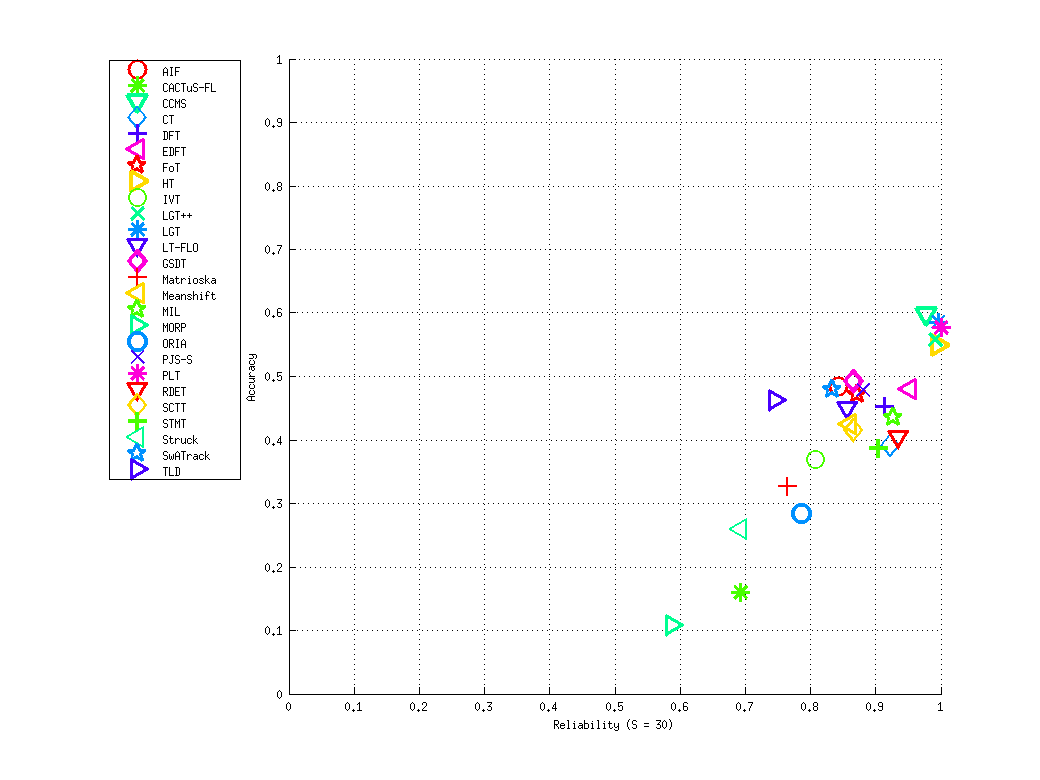 AIF
CACTuS-FL
CCMS
CT
DFT
EDFT
FoT
HT
IVT
LGT++
LGT
LT-FLO
GSDT
Matrioska
Meanshift
MIL
MORP
ORIA
PJS-S
PLT
RDET
SCTT
STMT
Struck
SwATrack
TLD
Accuracy
1
0.9
0.8
0.7
0.6
0.5
0.4
0.3
0.2
0.1
0
0 0.1 0.2 0.3 0.4 0.5 0.6 0.7 0.8 0.9 1
Reliability (S = 30)